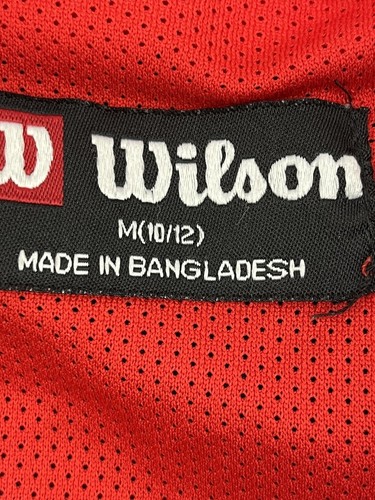 W Wilson
M(10/12)
MADE IN BANGLADESH